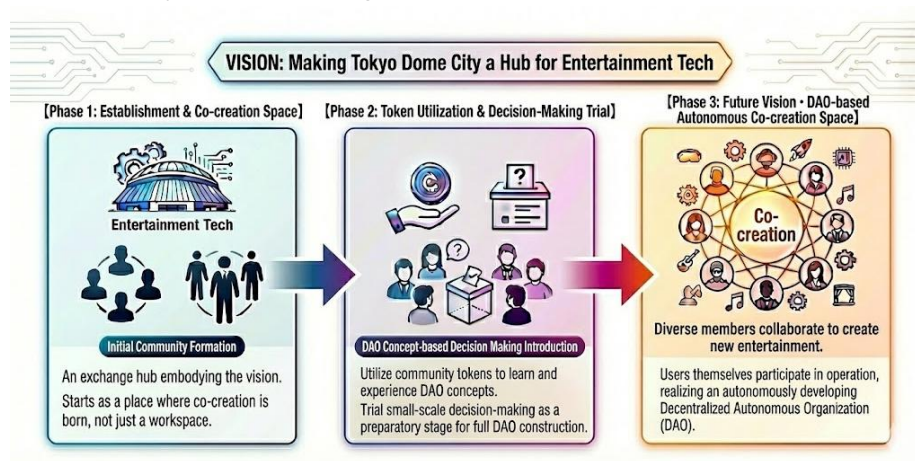 VISION: Making Tokyo Dome City a Hub for Entertainment Tech
【Phase 1: Establishment & Co-creation Space】
Entertainment Tech
Initial Community Formation
An exchange hub embodying the vision.
Starts as a place where co-creation is
born, not just a workspace.
【Phase 2: Token Utilization & Decision-Making Trial】
?
?
DAO Concept-based Decision Making Introduction
Utilize community tokens to learn and
experience DAO concepts.
Trial small-scale decision-making as a
preparatory stage for full DAO construction.
【Phase 3: Future Vision・DAO-based
Autonomous Co-creation Space】
Co-
creation
Diverse members collaborate to create
new entertainment.
Users themselves participate in operation,
realizing an autonomously developing
Decentralized Autonomous Organization
(DAO).